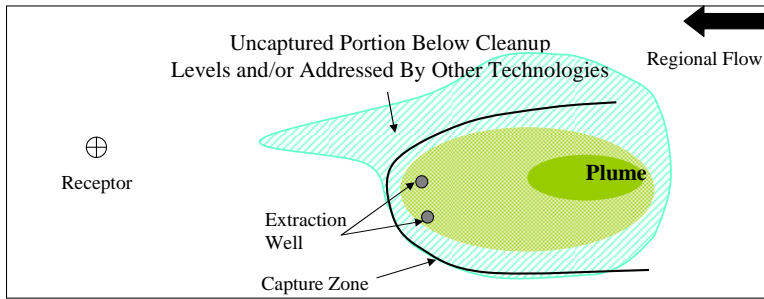 Uncaptured Portion Below Cleanup
Levels and/or Addressed By Other Technologies
Regional Flow
Receptor
Plume
Extraction
Well
Capture Zone